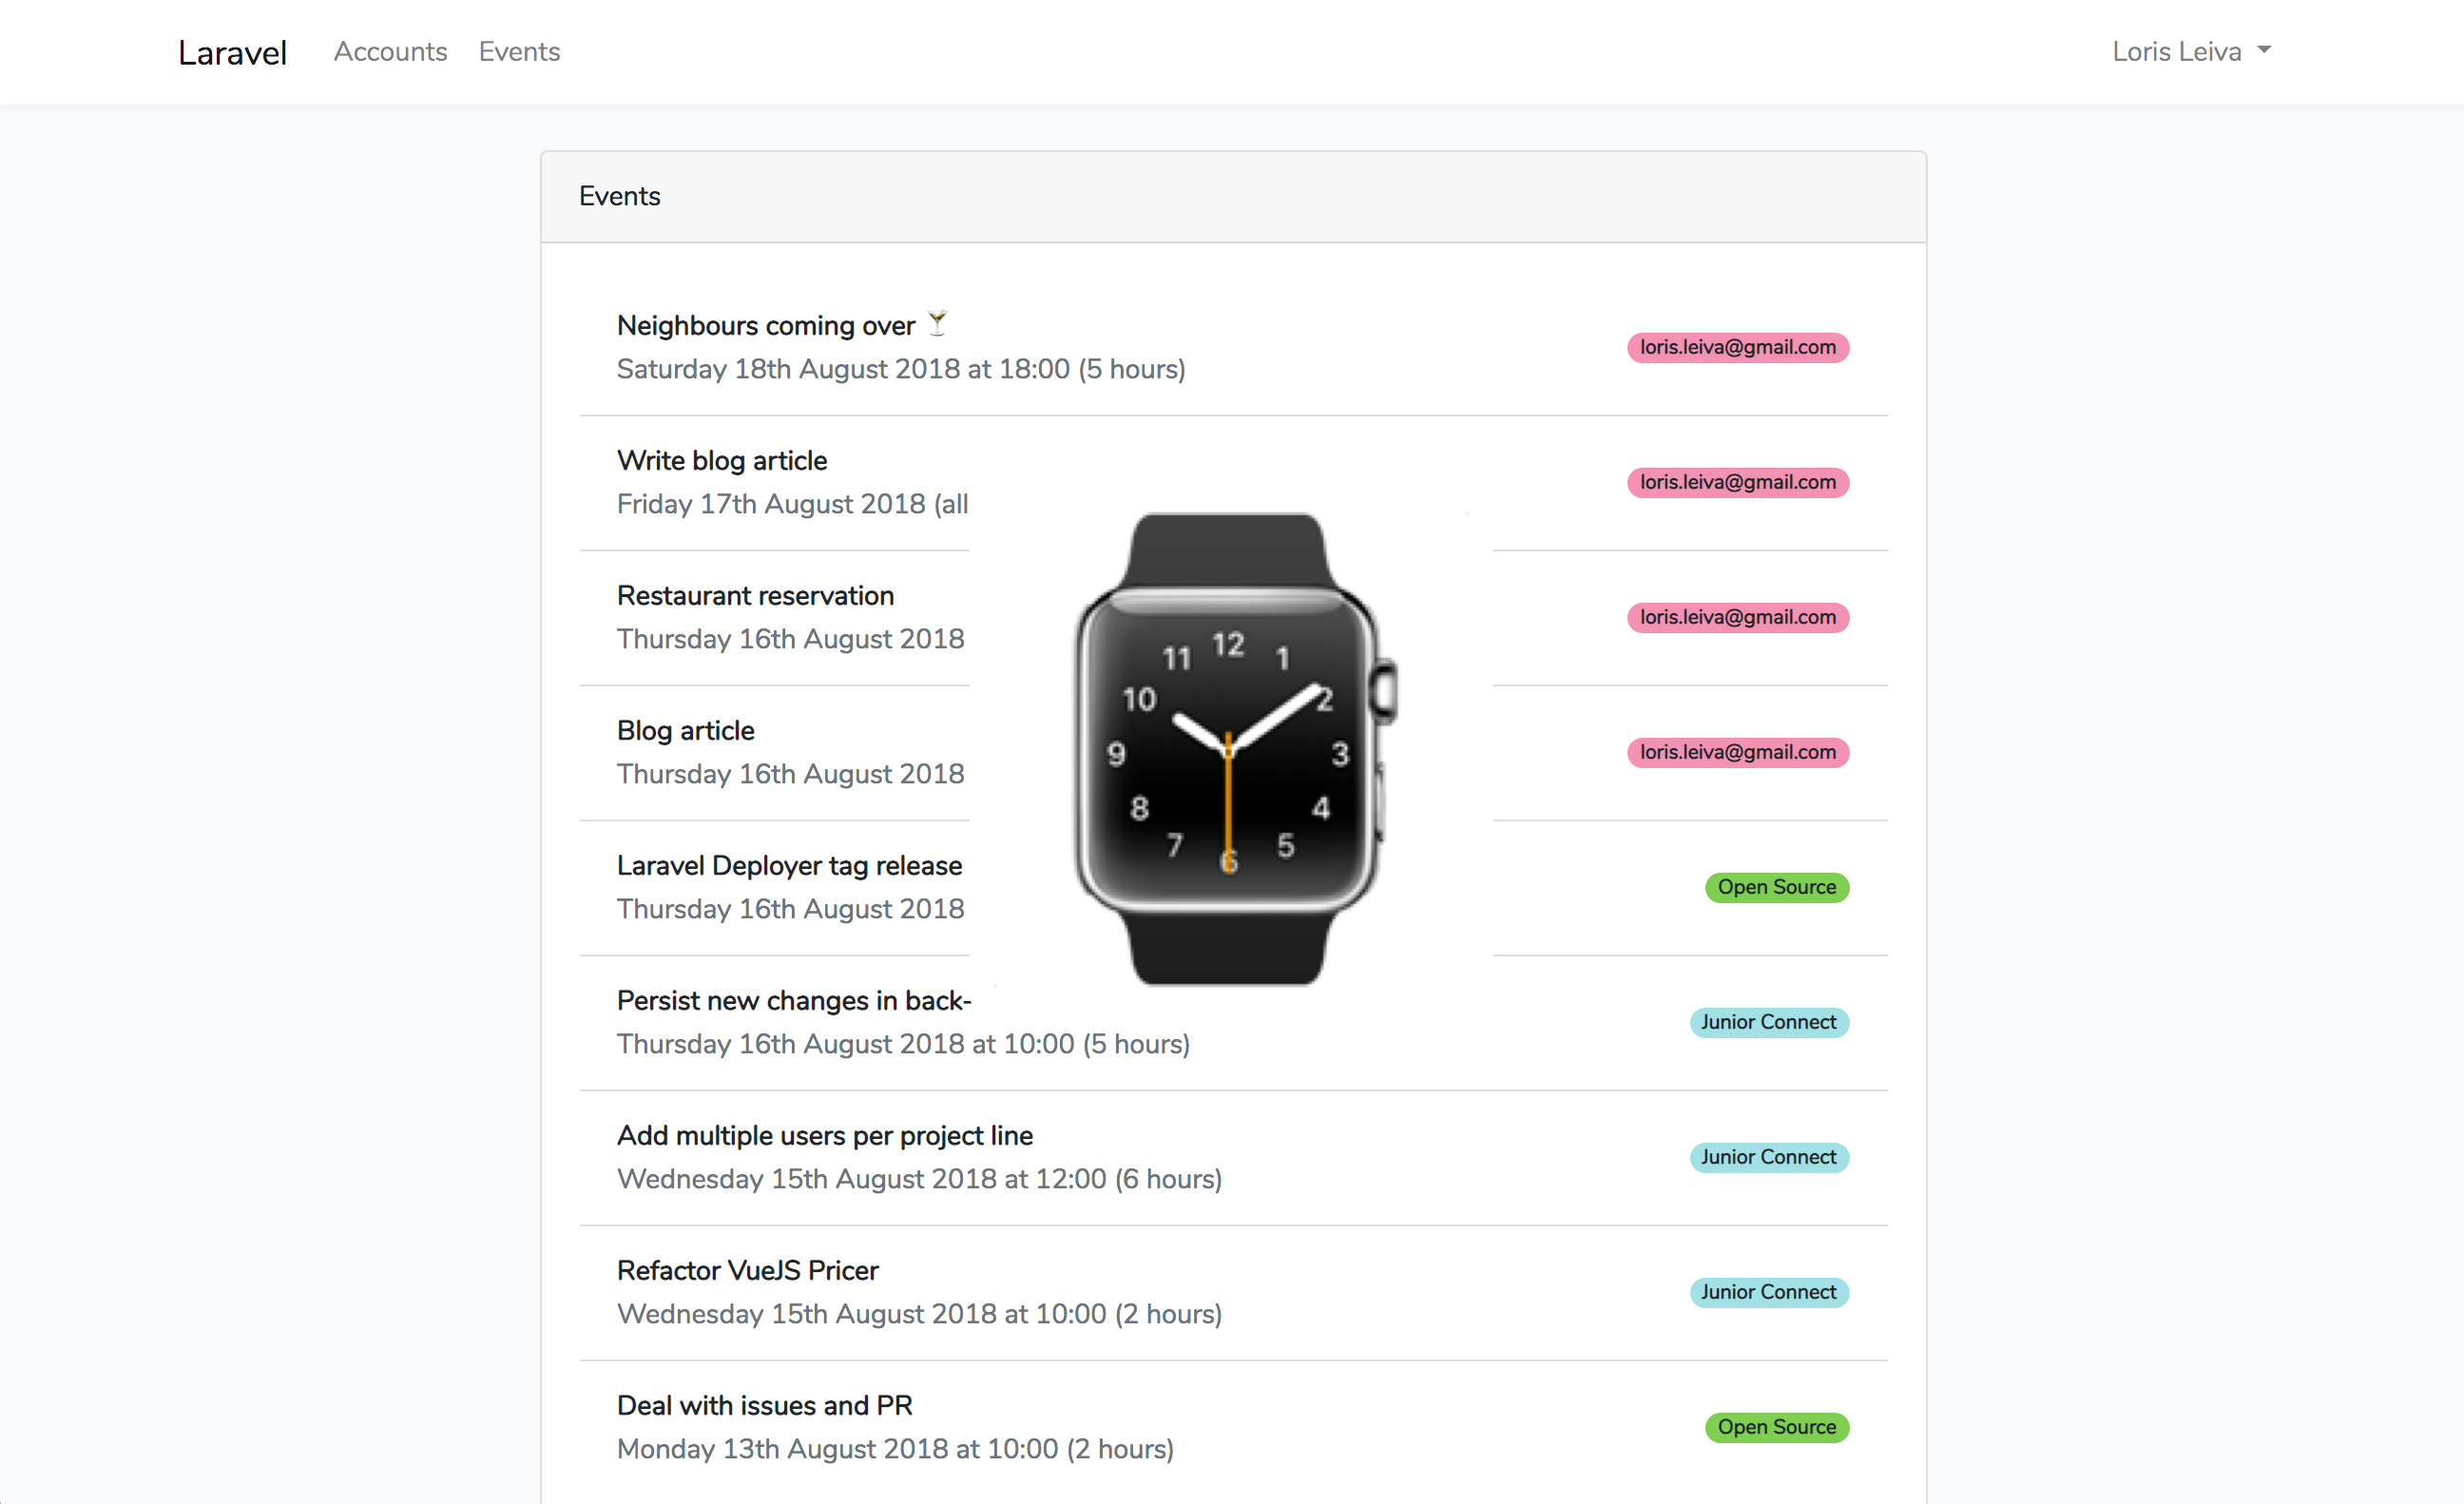 Laravel Accounts Events Loris Leiva
Events
Neighbours coming over
Saturday 18th August 2018 at 18:00 (5 hours)
loris.leiva@gmail.com
Write blog article
Friday 17th August 2018 (all
loris.leiva@gmail.com
Restaurant reservation
Thursday 16th August 2018
loris.leiva@gmail.com
Blog article
Thursday 16th August 2018
loris.leiva@gmail.com
Laravel Deployer tag release
Thursday 16th August 2018
Open Source
Persist new changes in back-
Thursday 16th August 2018 at 10:00 (5 hours)
Junior Connect
Add multiple users per project line
Wednesday 15th August 2018 at 12:00 (6 hours)
Junior Connect
Refactor VueJS Pricer
Wednesday 15th August 2018 at 10:00 (2 hours)
Junior Connect
Deal with issues and PR
Monday 13th August 2018 at 10:00 (2 hours)
Open Source
12
11 1
10 2
9 3
8 4
7 5
6